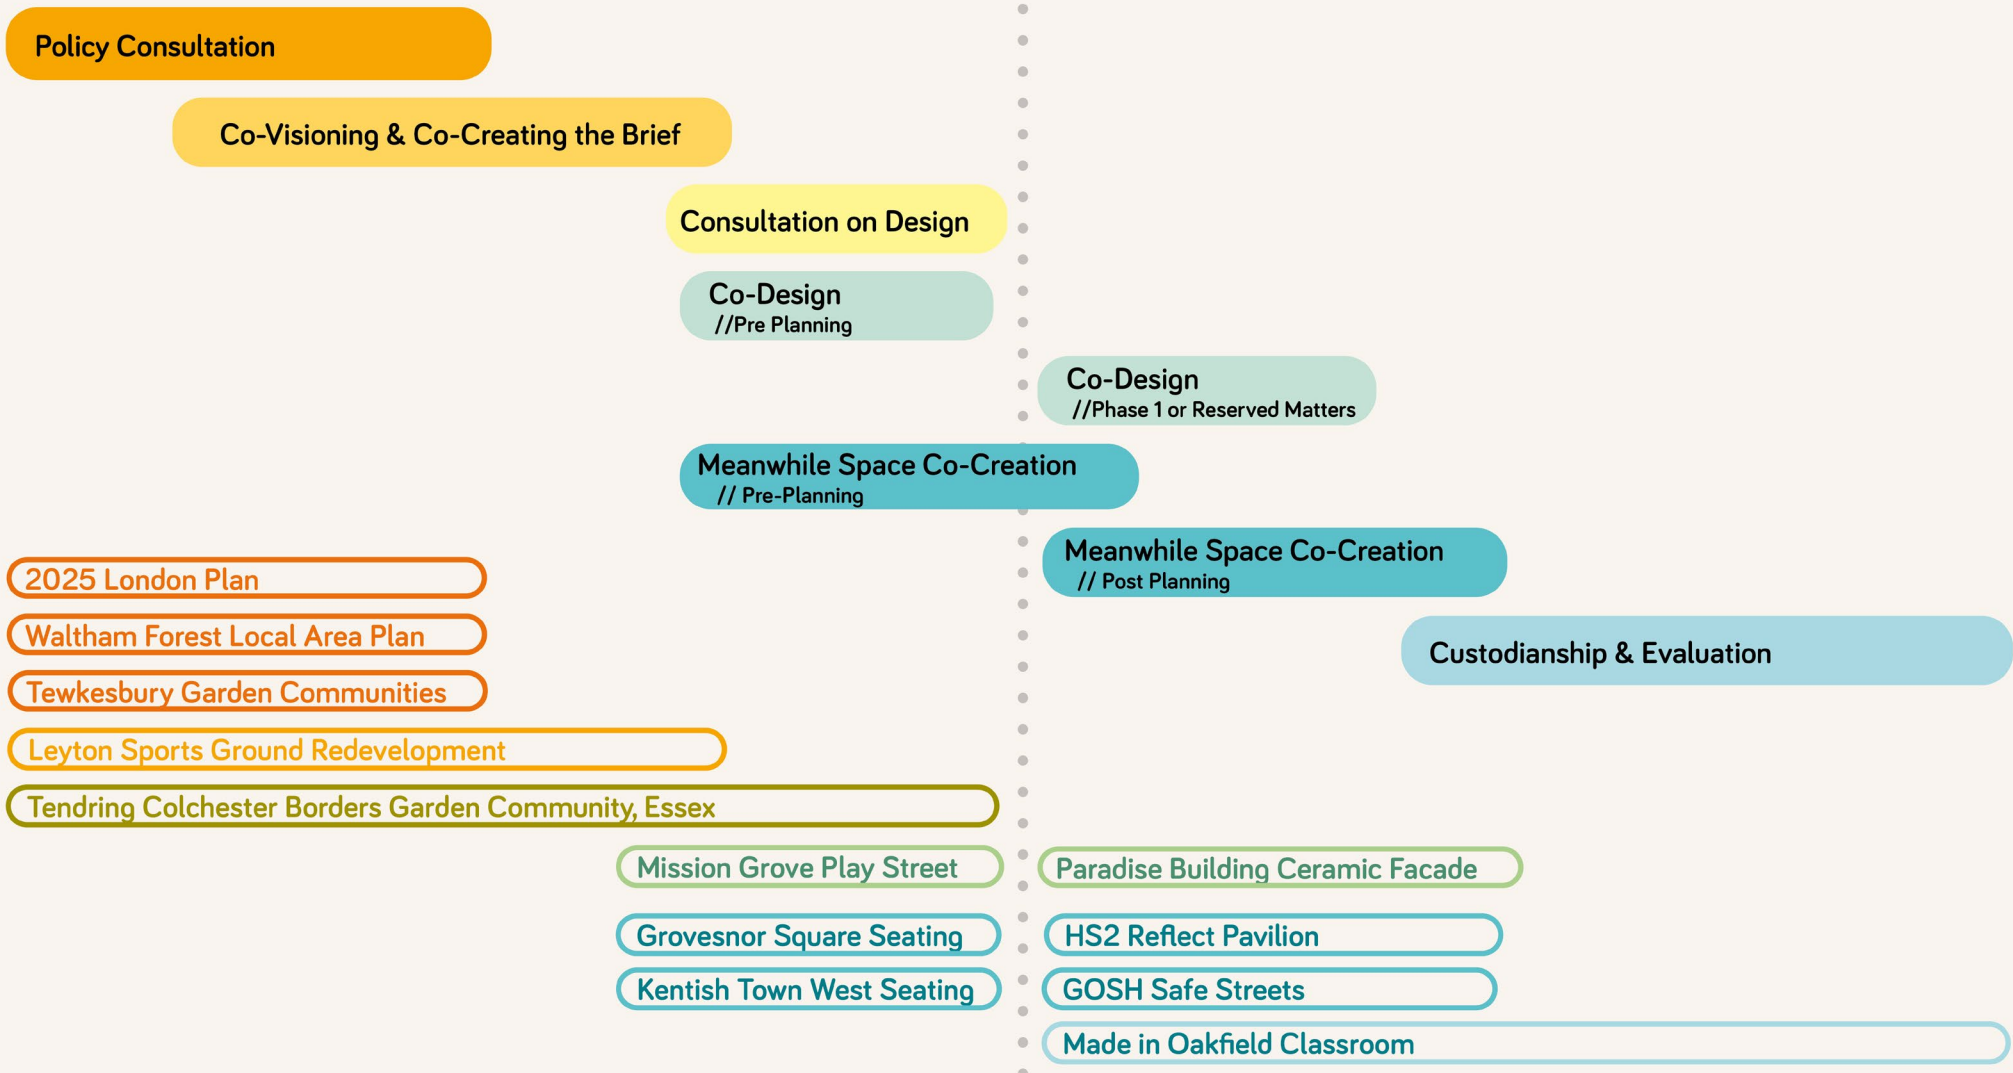 Policy Consultation
Co-Visioning & Co-Creating the Brief
Consultation on Design
Co-Design
//Pre Planning
Co-Design
//Phase 1 or Reserved Matters
Meanwhile Space Co-Creation
// Pre-Planning
Meanwhile Space Co-Creation
// Post Planning
2025 London Plan
Waltham Forest Local Area Plan
Custodianship & Evaluation
Tewkesbury Garden Communities
Leyton Sports Ground Redevelopment
Tendring Colchester Borders Garden Community, Essex
Mission Grove Play Street
Paradise Building Ceramic Facade
Grovesnor Square Seating
HS2 Reflect Pavilion
Kentish Town West Seating
GOSH Safe Streets
Made in Oakfield Classroom